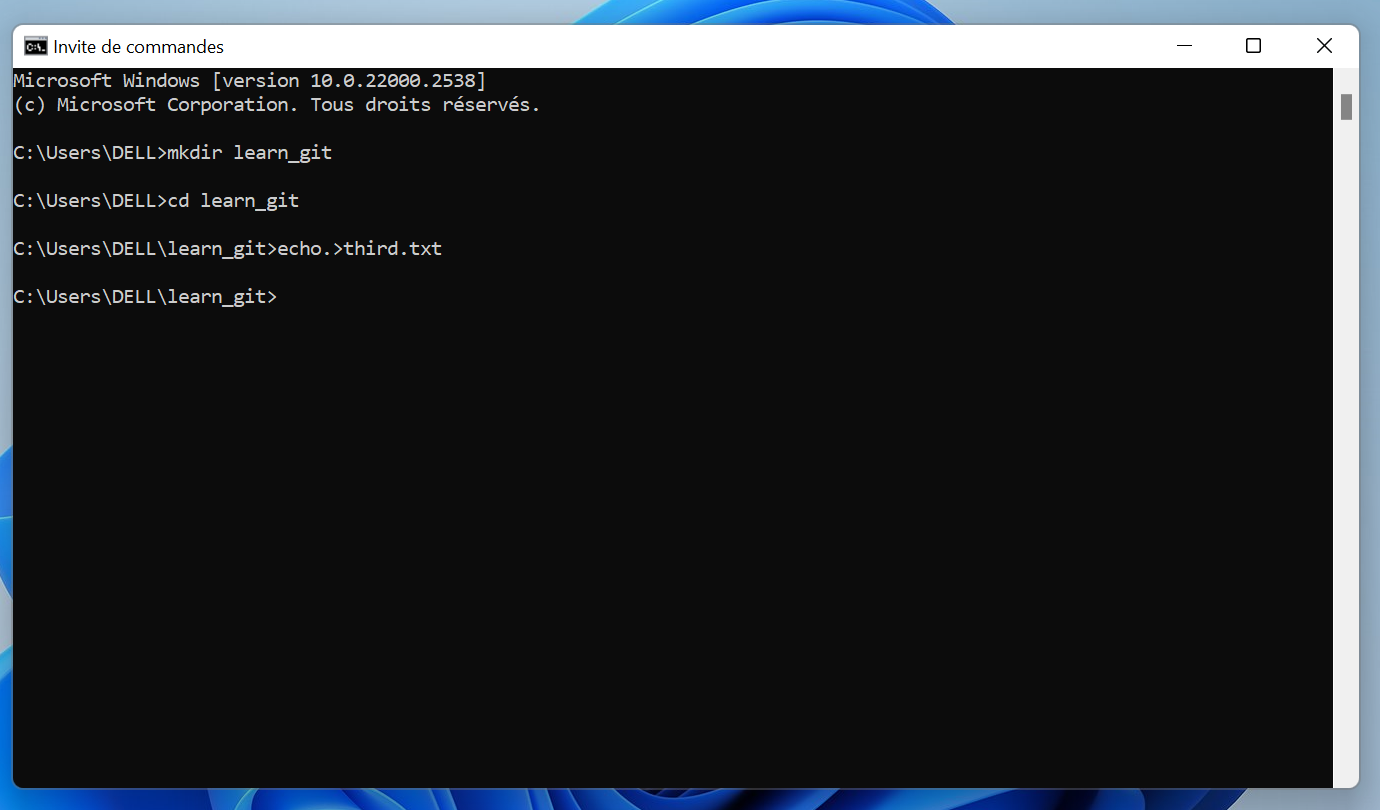 Invite de commandes
Microsoft Windows [version 10.0.22000.2538]
(c) Microsoft Corporation. Tous droits réservés.
C:\Users\DELL>mkdir learn_git
C:\Users\DELL>cd learn_git
C:\Users\DELL\learn_git>echo.>third.txt
C:\Users\DELL\learn_git>